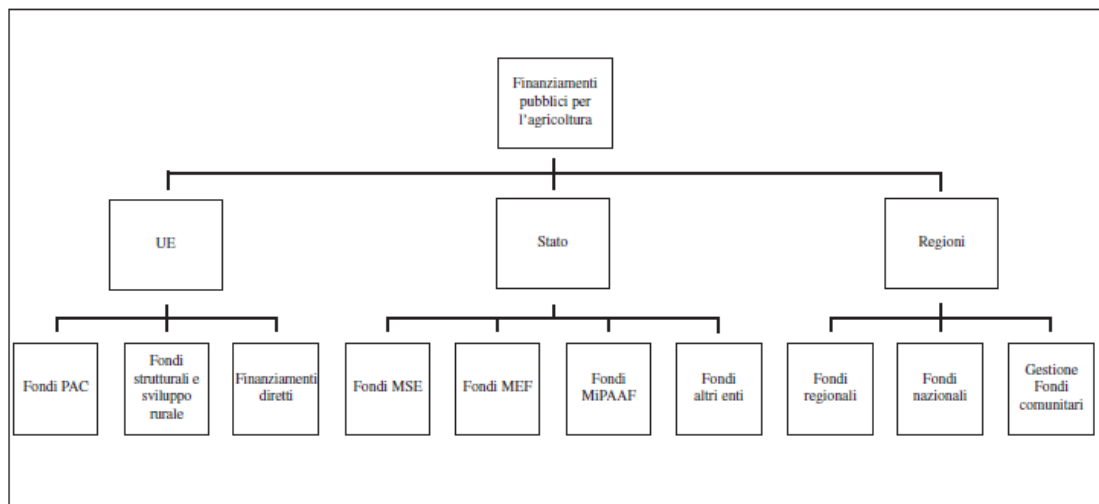 Finanziamenti
pubblici per
l'agricoltura
UE
Stato
Regioni
Fondi PAC
Fondi
strutturali e
sviluppo
rurale
Finanziamenti
diretti
Fondi MSE
Fondi MEF
Fondi
MiPAAF
Fondi
altri enti
Fondi
regionali
Fondi
nazionali
Gestione
Fondi
comunitari